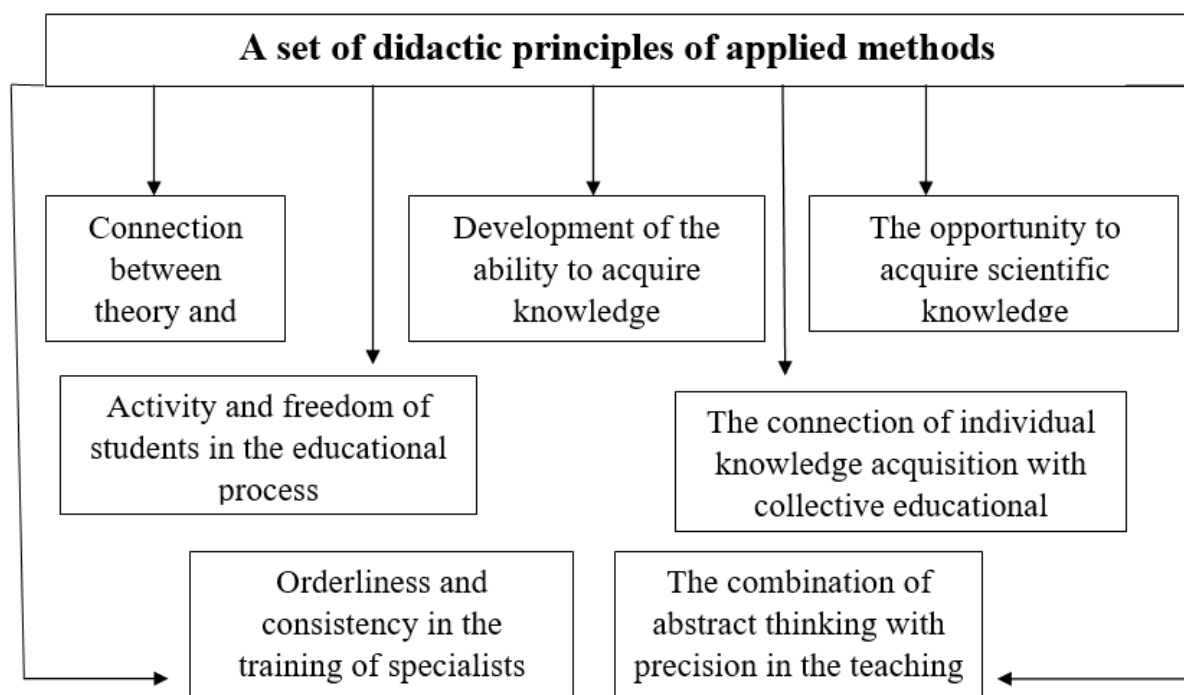 A set of didactic principles of applied methods
Connection
between
theory and
Development of the
ability to acquire
knowledge
The opportunity to
acquire scientific
knowledge
Activity and freedom of
students in the educational
process
The connection of individual
knowledge acquisition with
collective educational
Orderliness and
consistency in the
training of specialists
The combination of
abstract thinking with
precision in the teaching